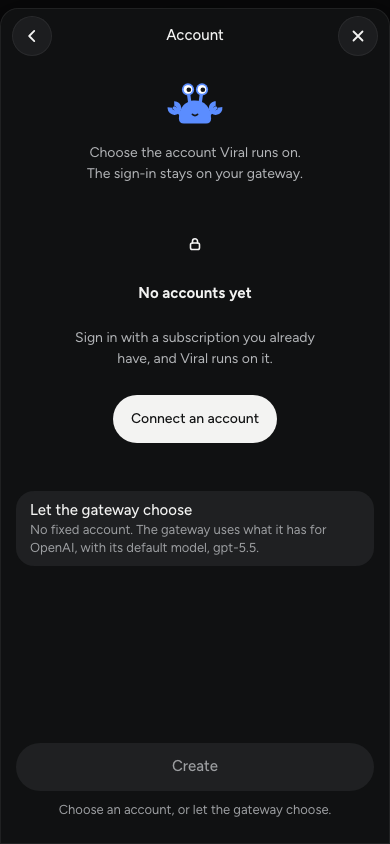 Account
Choose the account Viral runs on.
The sign-in stays on your gateway.
No accounts yet
Sign in with a subscription you already
have, and Viral runs on it.
Connect an account
Let the gateway choose
No fixed account. The gateway uses what it has for
OpenAI, with its default model, gpt-5.5.
Create
Choose an account, or let the gateway choose.